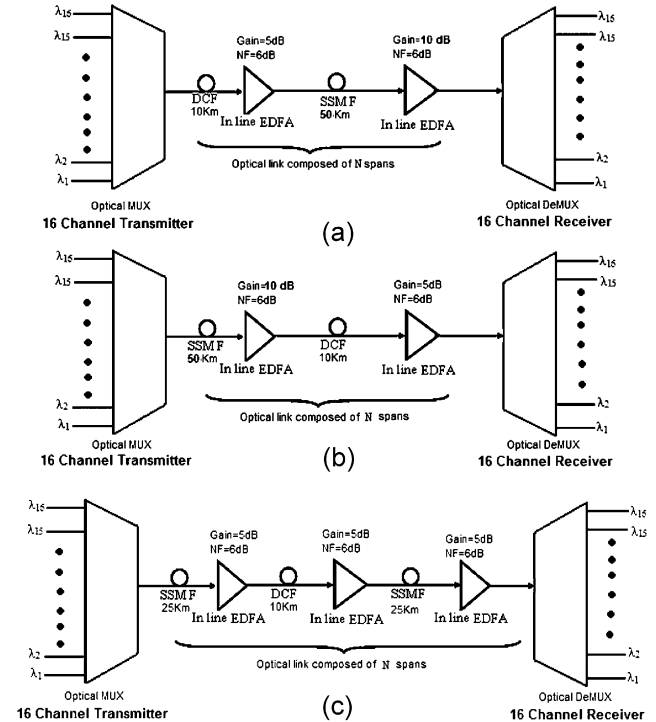 λ15
λ15
λ2
λ1
Optical MUX
16 Channel Transmitter
DCF
10Km
Gain=5dB
NF=6dB
In line EDFA
SSMF
50-Km
Gain=10 dB
NF=6dB
In line EDFA
Optical link composed of N spans
λ15
λ15
λ2
λ1
Optical DeMUX
16 Channel Receiver
(a)
λ15
λ15
λ2
λ1
Optical MUX
16 Channel Transmitter
SSMF
50-Km
Gain=10 dB
NF=6dB
In line EDFA
DCF
10Km
Gain=5dB
NF=6dB
In line EDFA
Optical link composed of N spans
λ15
λ15
λ2
λ1
Optical DeMUX
16 Channel Receiver
(b)
λ15
λ15
λ2
λ1
Optical MUX
16 Channel Transmitter
SSMF
25Km
Gain=5dB
NF=6dB
In line EDFA
DCF
10Km
Gain=5dB
NF=6dB
In line EDFA
SSMF
25Km
Gain=5dB
NF=6dB
In line EDFA
Optical link composed of N spans
λ15
λ15
λ2
λ1
Optical DeMUX
16 Channel Receiver
(c)